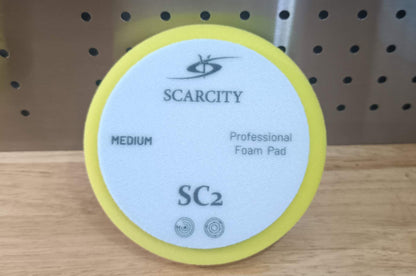 SCARCITY
MEDIUM
Professional
Foam Pad
SC2